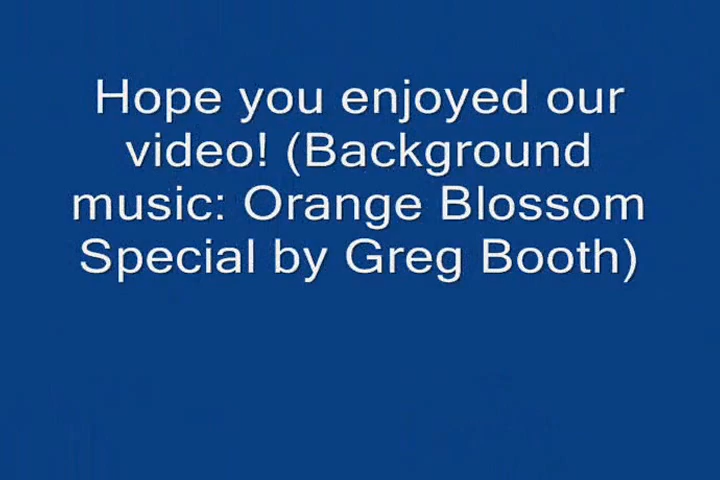 Hope you enjoyed our
video! (Background
music: Orange Blossom
Special by Greg Booth)